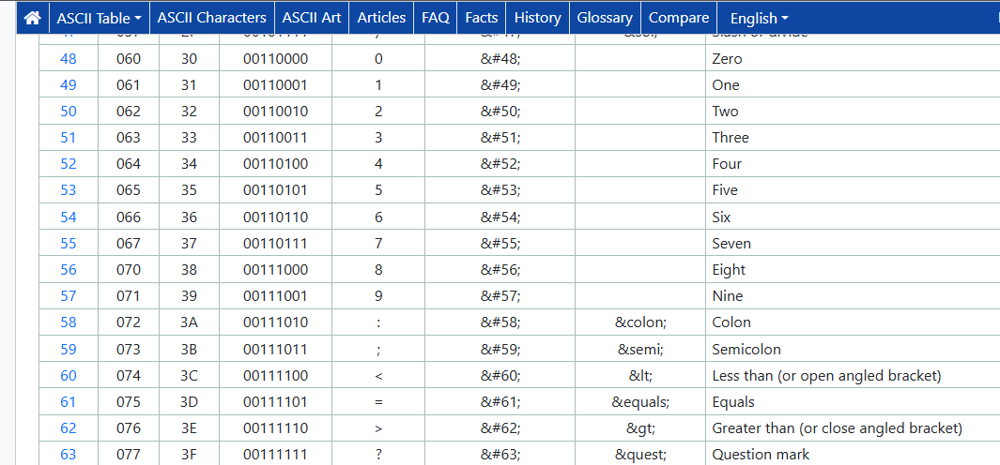 ASCII Table ASCII Characters ASCII Art Articles FAQ Facts History Glossary Compare English
48 060 30 00110000 0 &#48; Zero
49 061 31 00110001 1 &#49; One
50 062 32 00110010 2 &#50; Two
51 063 33 00110011 3 &#51; Three
52 064 34 00110100 4 &#52; Four
53 065 35 00110101 5 &#53; Five
54 066 36 00110110 6 &#54; Six
55 067 37 00110111 7 &#55; Seven
56 070 38 00111000 8 &#56; Eight
57 071 39 00111001 9 &#57; Nine
58 072 3A 00111010 : &#58; &colon; Colon
59 073 3B 00111011 ; &#59; &semi; Semicolon
60 074 3C 00111100 < &#60; &lt; Less than (or open angled bracket)
61 075 3D 00111101 = &#61; &equals; Equals
62 076 3E 00111110 > &#62; &gt; Greater than (or close angled bracket)
63 077 3F 00111111 ? &#63; &quest; Question mark